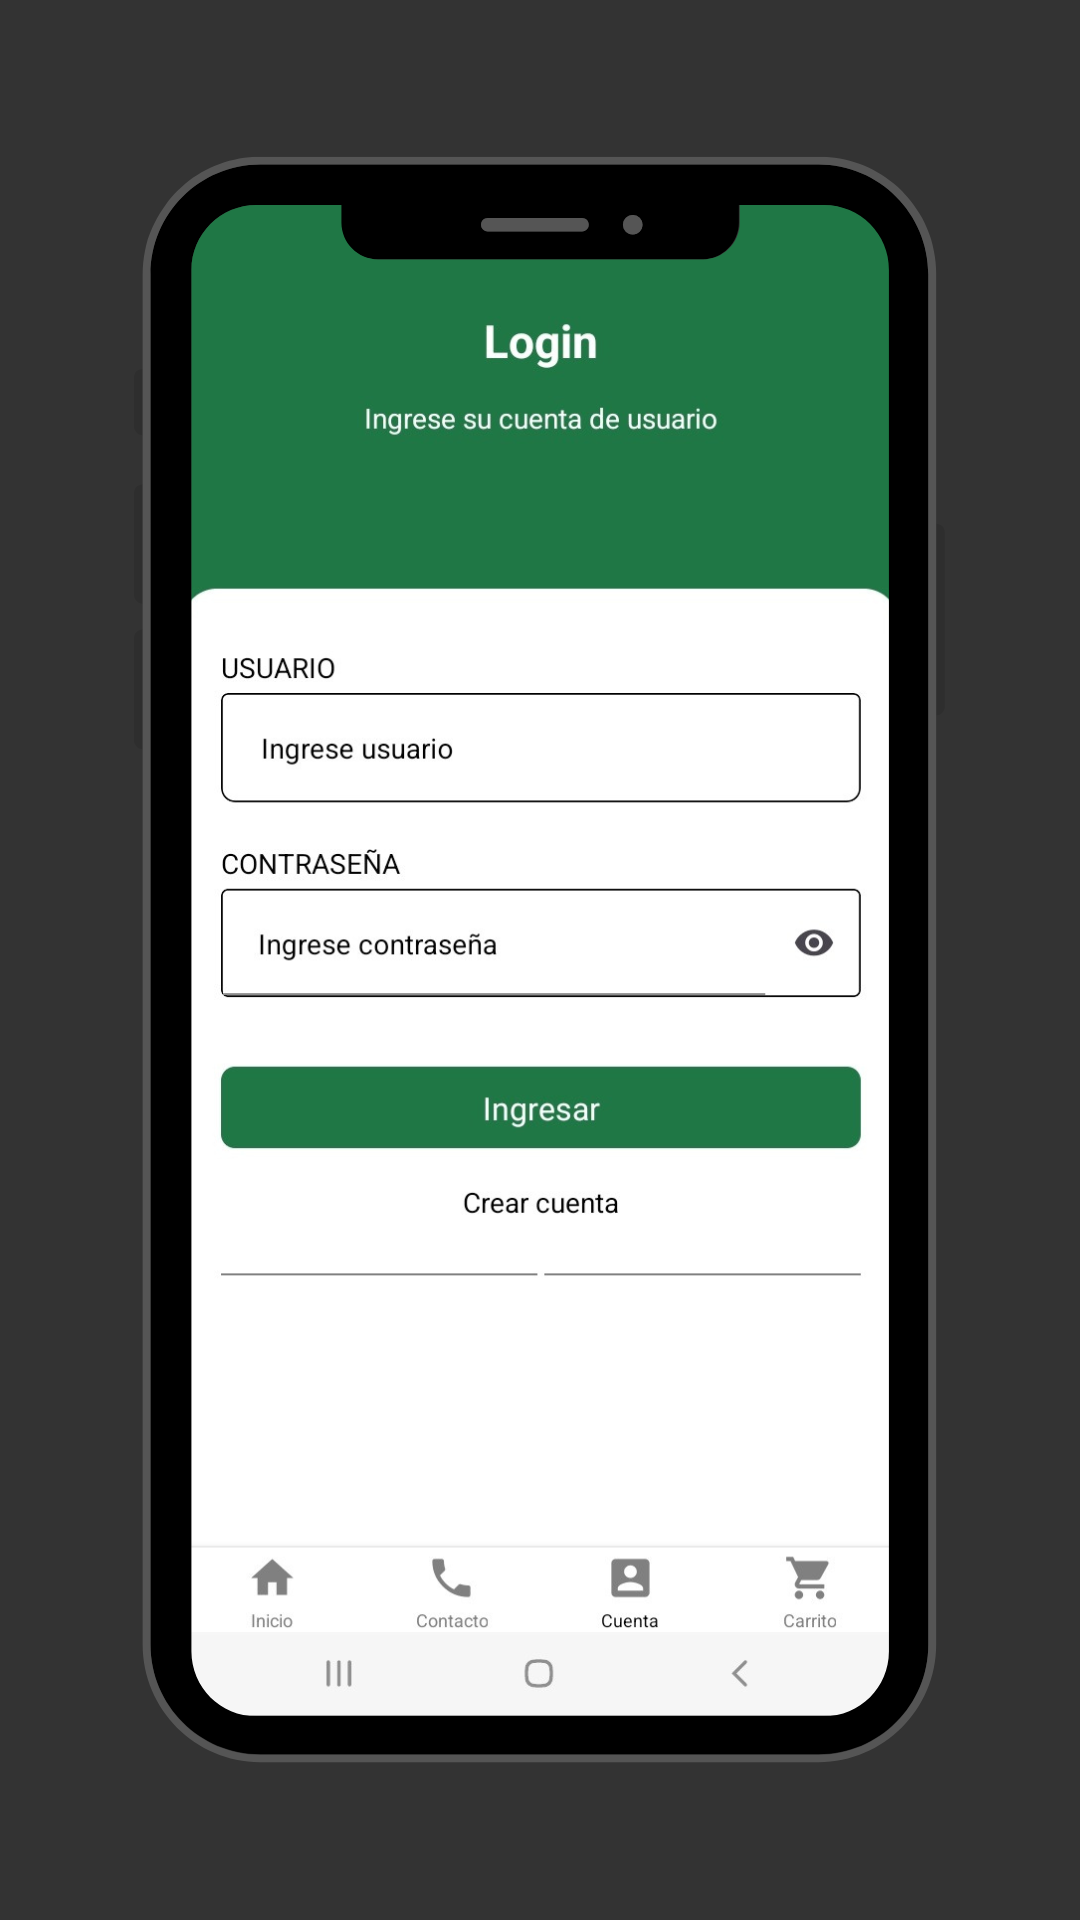 Login
Ingrese su cuenta de usuario
USUARIO
Ingrese usuario
CONTRASEÑA
Ingrese contraseña
Ingresar
Crear cuenta
Inicio Contacto Cuenta Carrito